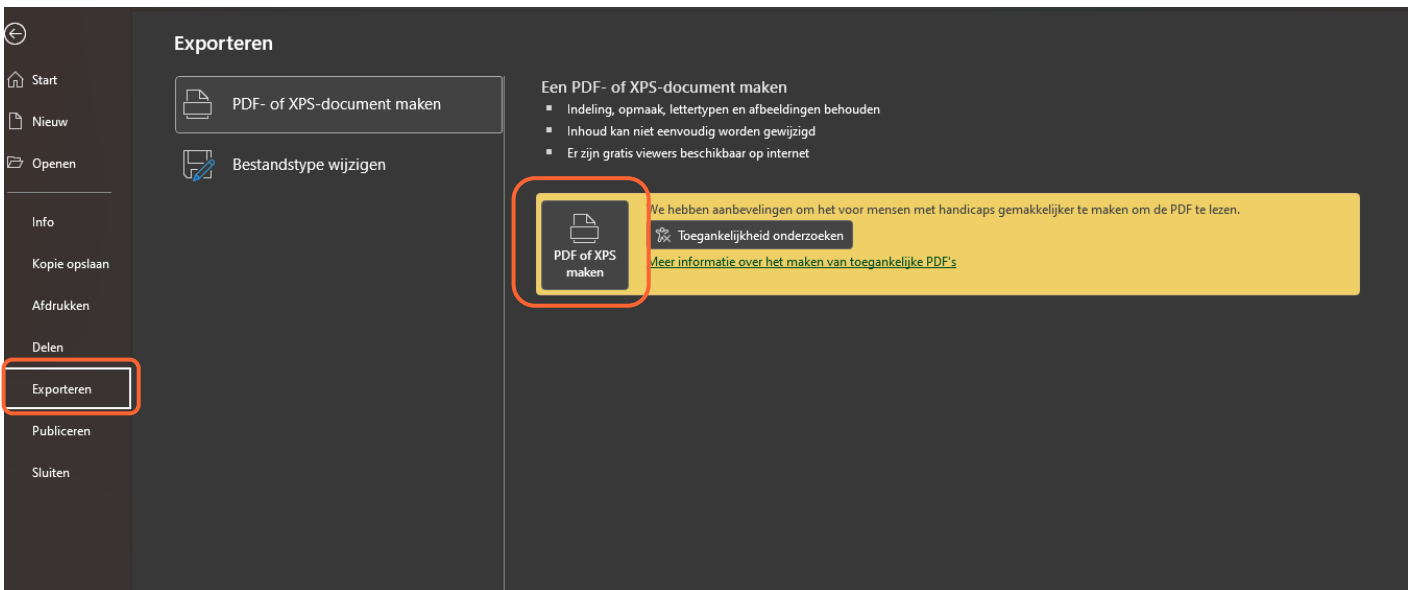 Exporteren
Start
Nieuw
Openen
Info
Kopie opslaan
Afdrukken
Delen
Exporteren
Publiceren
Sluiten
PDF- of XPS-document maken
Bestandstype wijzigen
Een PDF- of XPS-document maken
Indeling, opmaak, lettertypen en afbeeldingen behouden
Inhoud kan niet eenvoudig worden gewijzigd
Er zijn gratis viewers beschikbaar op internet
PDF of XPS
maken
We hebben aanbevelingen om het voor mensen met handicaps gemakkelijker te maken om de PDF te lezen.
Toegankelijkheid onderzoeken
Meer informatie over het maken van toegankelijke PDF's